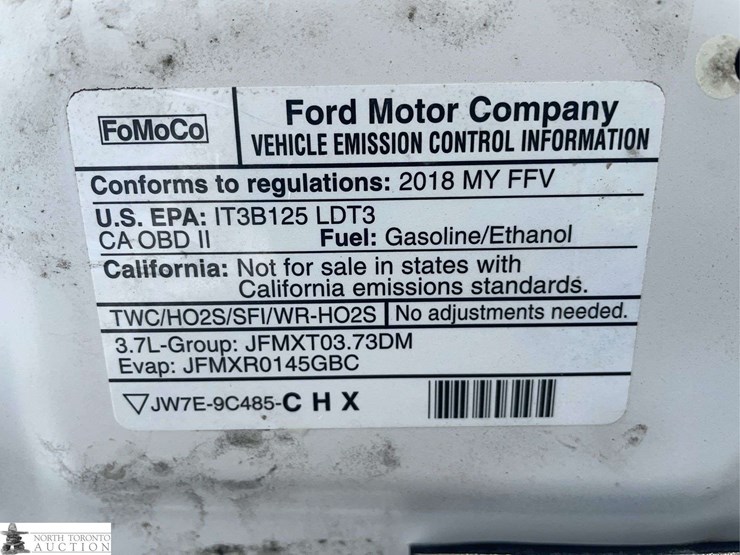 FoMoCo
Ford Motor Company
VEHICLE EMISSION CONTROL INFORMATION
Conforms to regulations: 2018 MY FFV
U.S. EPA: IT3B125 LDT3
CA OBD II Fuel: Gasoline/Ethanol
California: Not for sale in states with
California emissions standards.
TWC/HO2S/SFI/WR-HO2S No adjustments needed.
3.7L-Group: JFMXT03.73DM
Evap: JFMXR0145GBC
JW7E-9C485-C H X
NORTH TORONTO
AUCTION